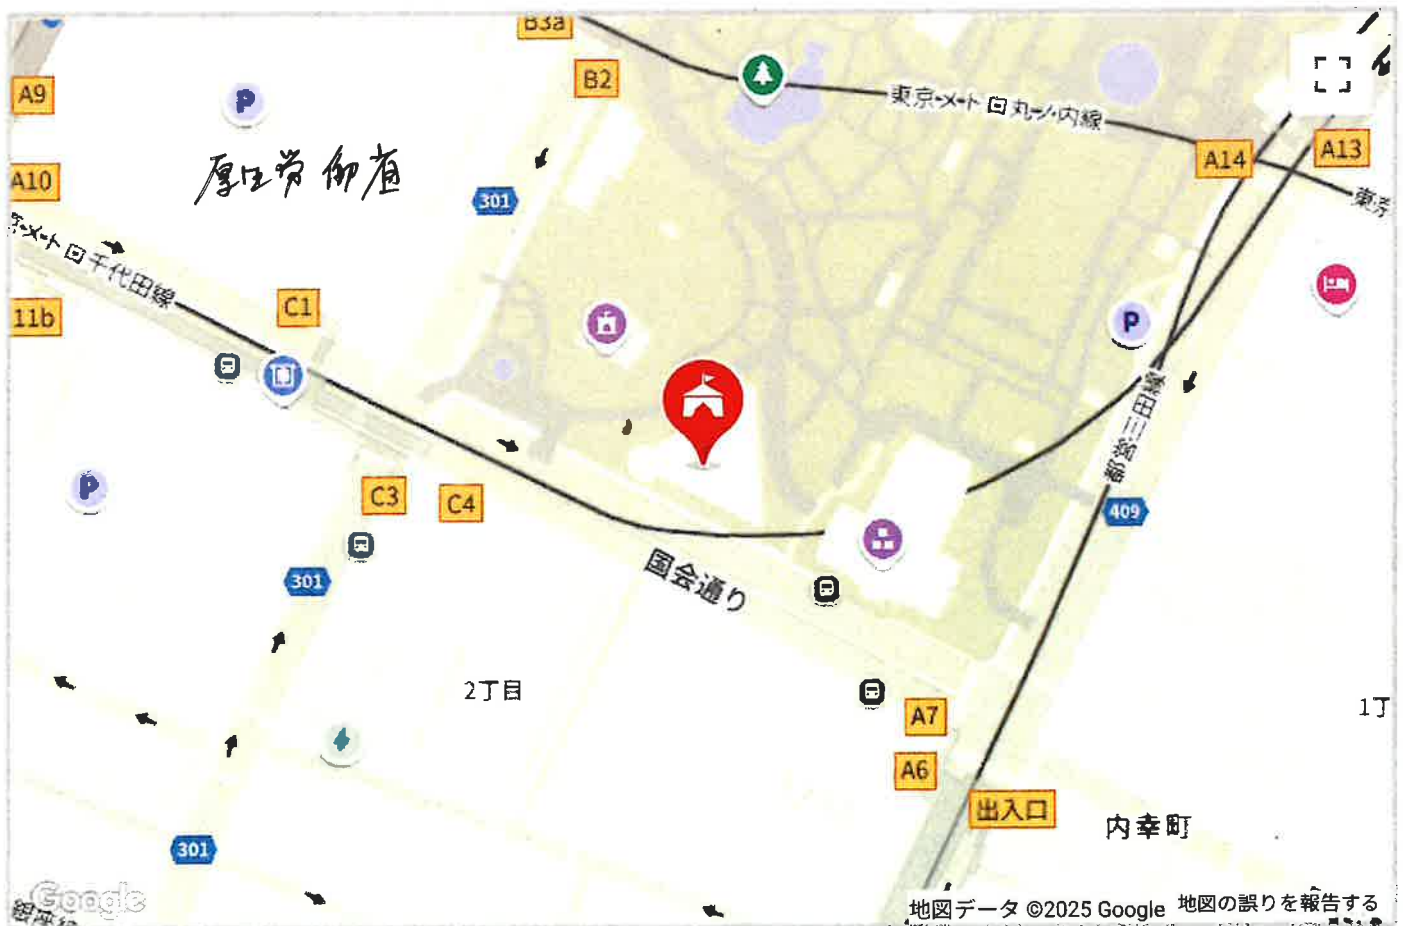 B3a
B2
A9
P
東京メトロ丸ノ内線
A14
A13
厚生労働省
A10
301
東京
メトロ千代田線
C1
11b
P
P
C3
C4
都営三田線
409
国会通り
301
2丁目
A7
1丁
A6
出入口
内幸町
301
Google
銀座線
地図データ ©2025 Google
地図の誤りを報告する